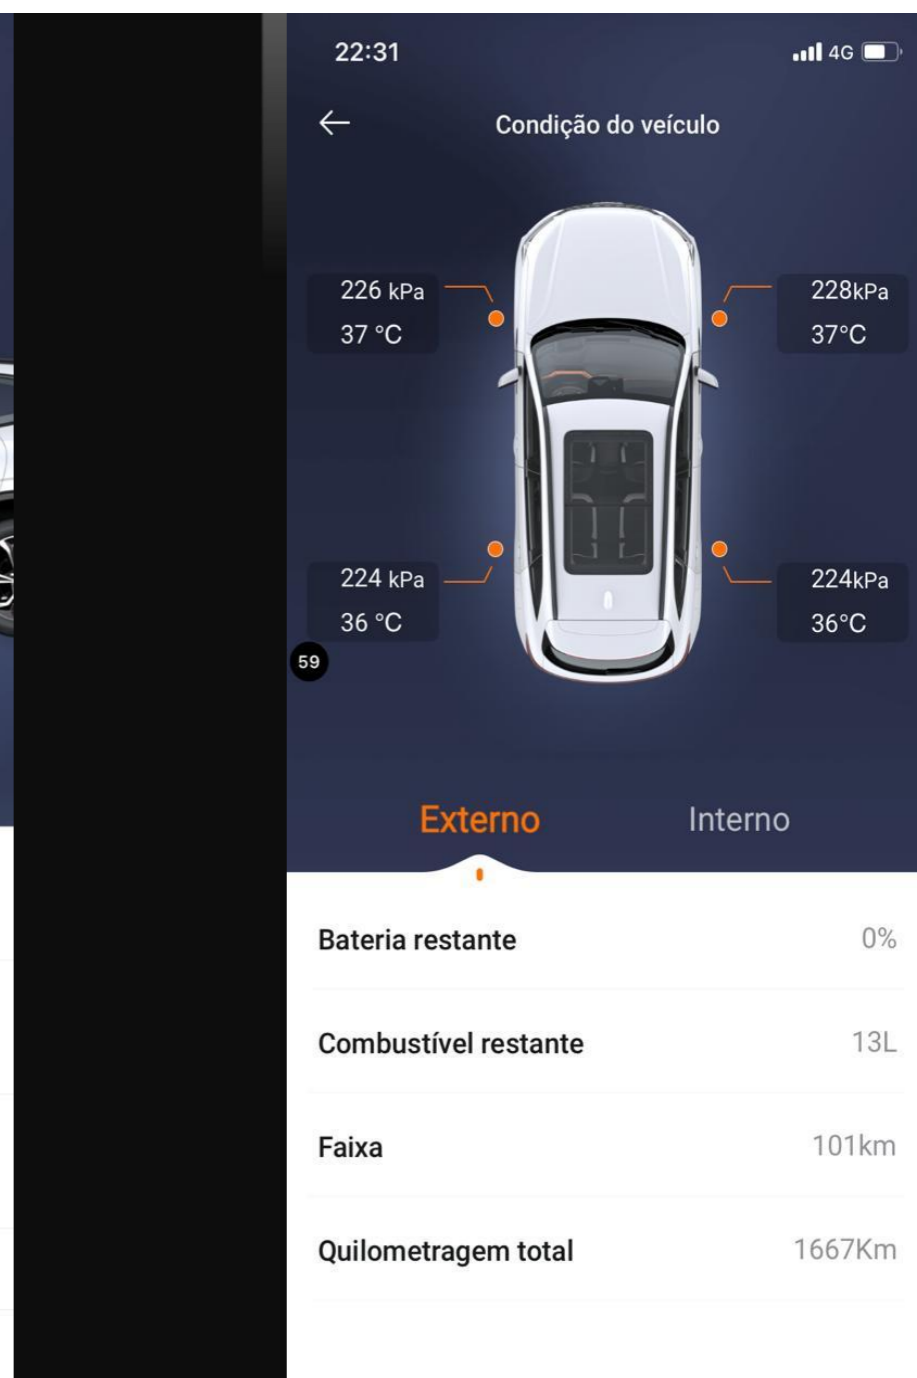 22:31
4G
Condição do veículo
226 kPa
37 °C
228kPa
37°C
224 kPa
36 °C
224kPa
36°C
59
Externo
Interno
Bateria restante
0%
Combustível restante
13L
Faixa
101km
Quilometragem total
1667Km